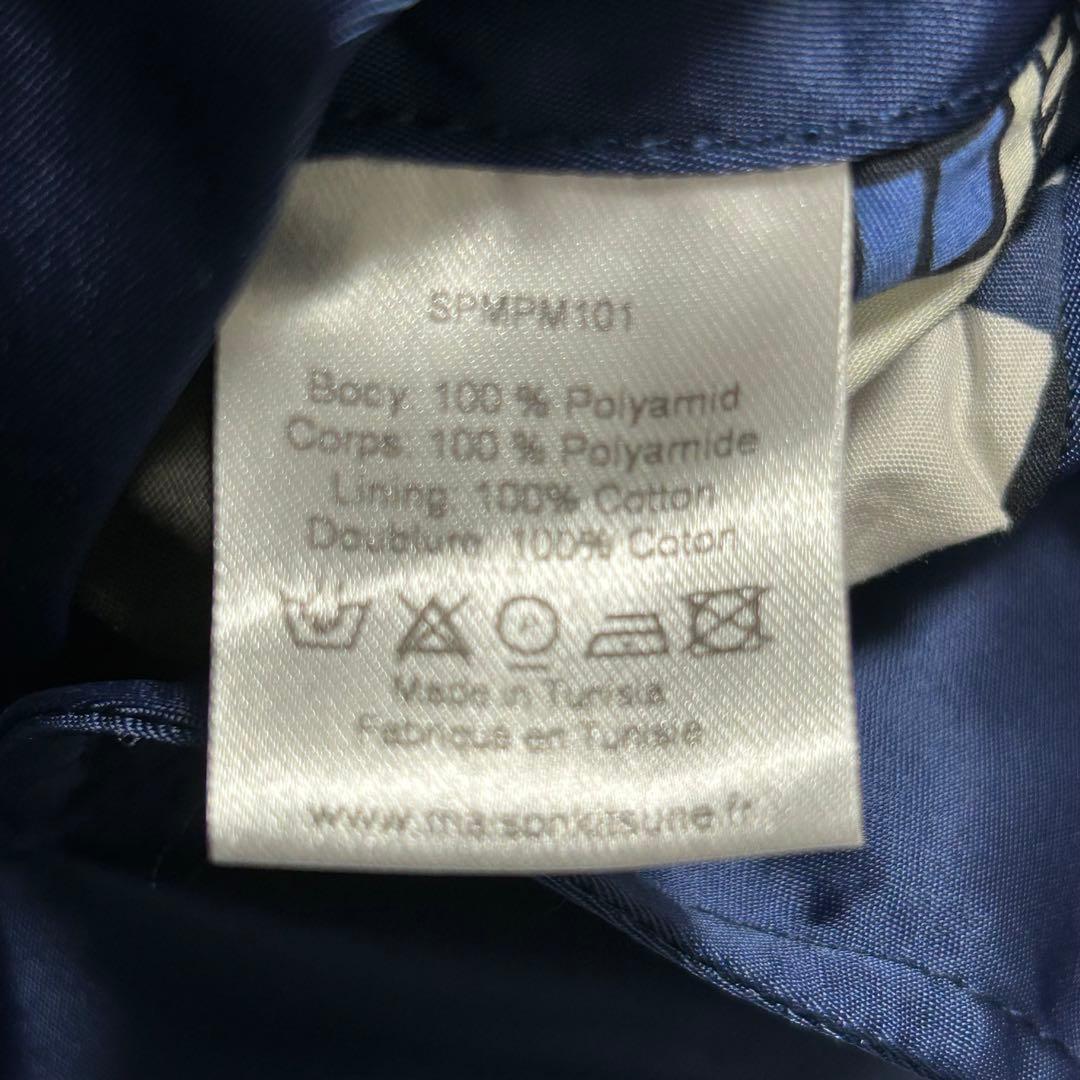 SPMPM101
Body: 100 % Polyamid
Corps: 100 % Polyamide
Lining: 100% Cotton
Doublure: 100% Coton
Made in Tunisia
Fabriqué en Tunisie
www.maisonkitsune.fr